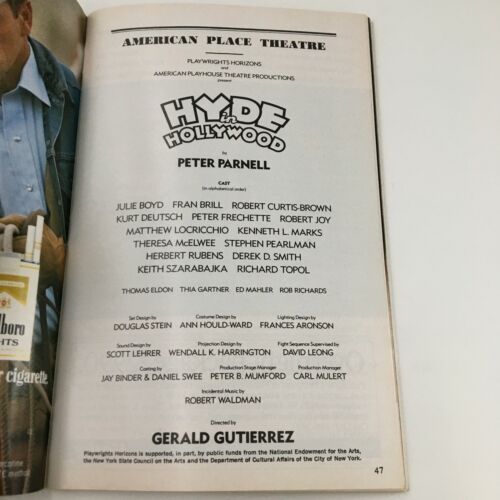 AMERICAN PLACE THEATRE
PLAYWRIGHTS HORIZONS
and
AMERICAN PLAYHOUSE THEATRE PRODUCTIONS
present
HYDE
in
HOLLYWOOD
by
PETER PARNELL
CAST
(in alphabetical order)
JULIE BOYD FRAN BRILL ROBERT CURTIS-BROWN
KURT DEUTSCH PETER FRECHETTE ROBERT JOY
MATTHEW LOCRICCHIO KENNETH L. MARKS
THERESA McELWEE STEPHEN PEARLMAN
HERBERT RUBENS DEREK D. SMITH
KEITH SZARABAJKA RICHARD TOPOL
THOMAS ELDON THIA GARTNER ED MAHLER ROB RICHARDS
Set Design by Costume Design by Lighting Design by
DOUGLAS STEIN ANN HOULD-WARD FRANCES ARONSON
Sound Design by Projection Design by Fight Sequence Supervised by
SCOTT LEHRER WENDALL K. HARRINGTON DAVID LEONG
Casting by Production Stage Manager Production Manager
JAY BINDER & DANIEL SWEE PETER B. MUMFORD CARL MULERT
Incidental Music by
ROBERT WALDMAN
Directed by
GERALD GUTIERREZ
Playwrights Horizons is supported, in part, by public funds from the National Endowment for the Arts,
the New York State Council on the Arts and the Department of Cultural Affairs of the City of New York.
47
lboro
HTS
r cigarette.